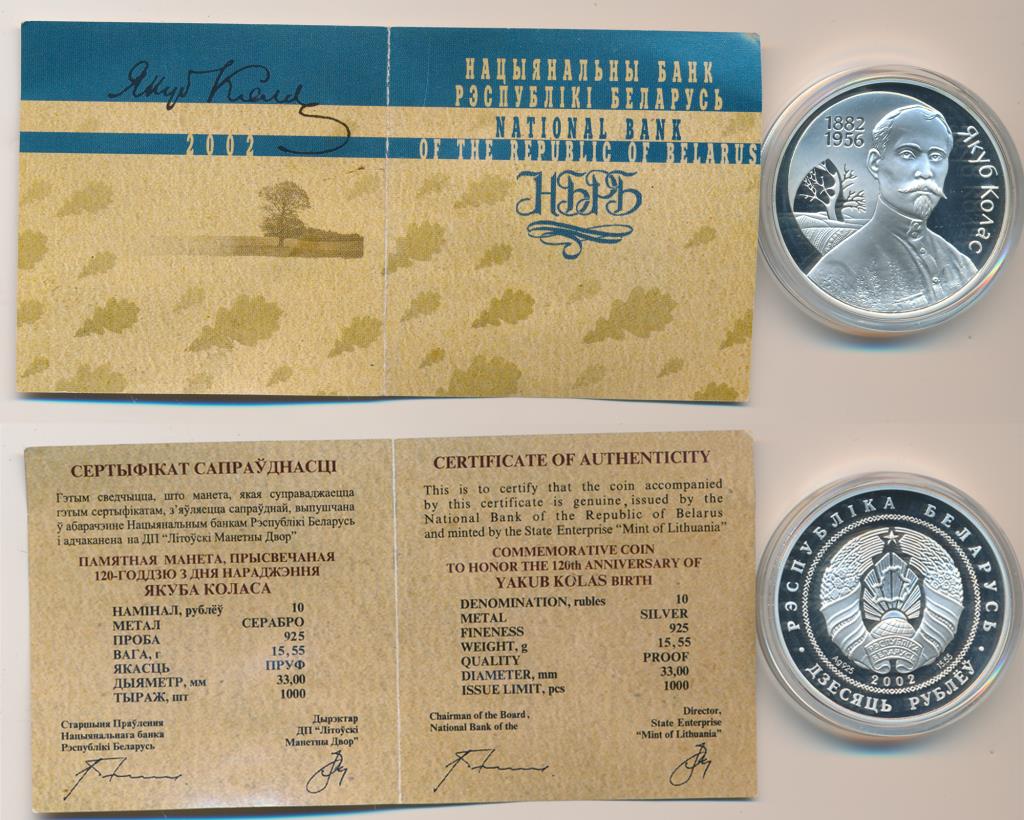 Якуб Колас
2002
НАЦЫЯНАЛЬНЫ БАНК
РЭСПУБЛІКІ БЕЛАРУСЬ
NATIONAL BANK
OF THE REPUBLIC OF BELARUS
НБРБ
1882
1956
Якуб Колас
СЕРТЫФІКАТ САПРАЎДНАСЦІ
Гэтым сведчыцца, што манета, якая суправаджаецца
гэтым сертыфікатам, з’яўляецца сапраўднай, выпушчана
ў абарачэнне Нацыянальным банкам Рэспублікі Беларусь
і адчаканена на ДП “Літоўскі Манетны Двор”
ПАМЯТНАЯ МАНЕТА, ПРЫСВЕЧАНАЯ
120-ГОДДЗЮ З ДНЯ НАРАДЖЭННЯ
ЯКУБА КОЛАСА
НАМІНАЛ, рублёў 10
МЕТАЛ СЕРАБРО
ПРОБА 925
ВАГА, г 15,55
ЯКАСЦЬ ПРУФ
ДЫЯМЕТР, мм 33,00
ТЫРАЖ, шт 1000
Старшыня Праўлення
Нацыянальнага банка
Рэспублікі Беларусь
Дырэктар
ДП “Літоўскі
Манетны Двор”
CERTIFICATE OF AUTHENTICITY
This is to certify that the coin accompanied
by this certificate is genuine, issued by the
National Bank of the Republic of Belarus
and minted by the State Enterprise “Mint of Lithuania”
COMMEMORATIVE COIN
TO HONOR THE 120th ANNIVERSARY OF
YAKUB KOLAS BIRTH
DENOMINATION, rubles 10
METAL SILVER
FINENESS 925
WEIGHT, g 15,55
QUALITY PROOF
DIAMETER, mm 33,00
ISSUE LIMIT, pcs 1000
Chairman of the Board,
National Bank of the
Director,
State Enterprise
“Mint of Lithuania”
РЭСПУБЛІКА БЕЛАРУСЬ
РЭСПУБЛІКА
БЕЛАРУСЬ
Ag925
15.55
2002
ДЗЕСЯЦЬ РУБЛЁЎ